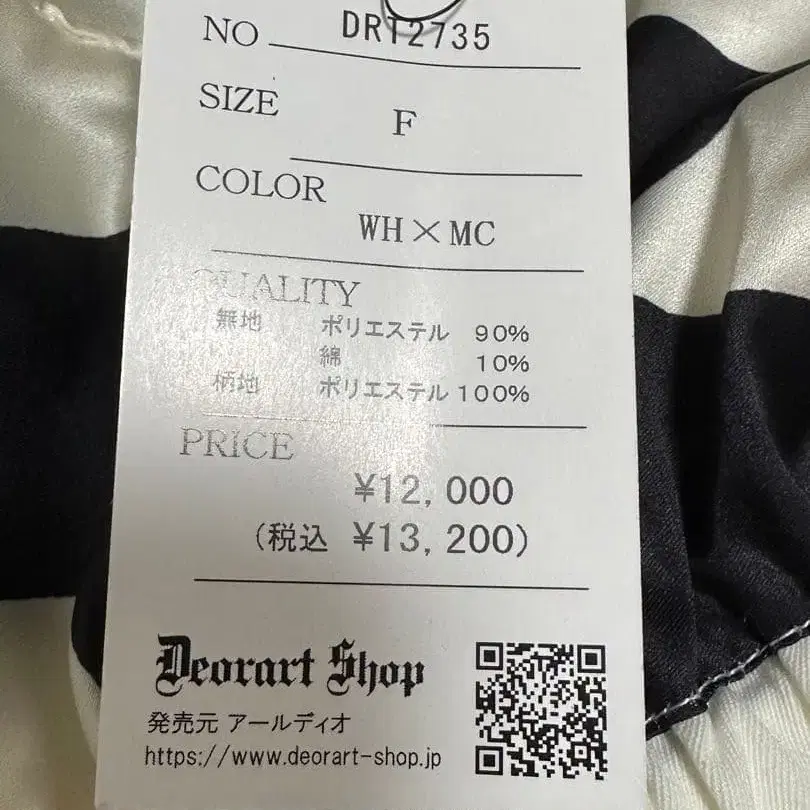 NO DRT2735
SIZE F
COLOR
WH×MC
QUALITY
無地 ポリエステル 90%
綿 10%
柄地 ポリエステル 100%
PRICE
¥12,000
(税込 ¥13,200)
Deorart Shop
発売元 アールディオ
https://www.deorart-shop.jp